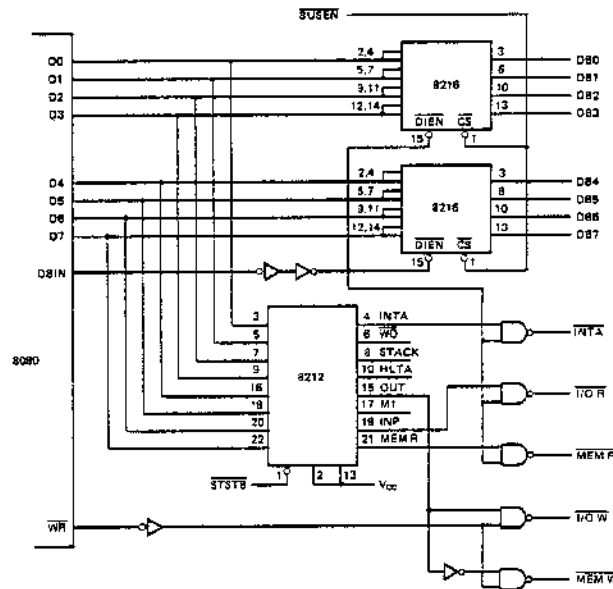 BUSEN
D0
D1
D2
D3
2,4
5,7
9,11
12,14
8216
3
6
10
13
DB0
DB1
DB2
DB3
DIEN CS
15
1
D4
D5
D6
D7
2,4
5,7
9,11
12,14
8216
3
6
10
13
DB4
DB5
DB6
DB7
DIEN CS
15
1
DBIN
8080
3
5
7
9
16
18
20
22
8212
4 INTA
6 WO
8 STACK
10 HLTA
15 OUT
17 M1
19 INP
21 MEMR
INTA
I/O R
MEM R
STSTB
1
2
13
VCC
WR
I/O W
MEM W